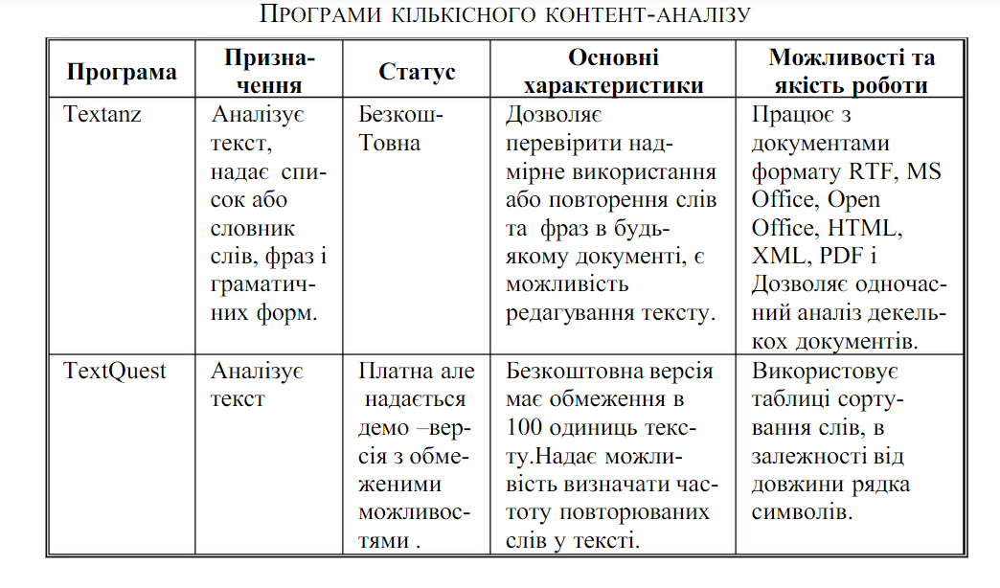 ПРОГРАМИ КІЛЬКІСНОГО КОНТЕНТ-АНАЛІЗУ
Програма
Призна-
чення
Статус
Основні
характеристики
Можливості та
якість роботи
Textanz
Аналізує
текст,
надає спи-
сок або
словник
слів, фраз і
граматич-
них форм.
Безкош-
Товна
Дозволяє
перевірити над-
мірне використання
або повторення слів
та фраз в будь-
якому документі, є
можливість
редагування тексту.
Працює з
документами
формату RTF, MS
Office, Open
Office, HTML,
XML, PDF і
Дозволяє одночас-
ний аналіз декель-
кох документів.
TextQuest
Аналізує
текст
Платна але
надається
демо –вер-
сія з обме-
женими
можливос-
тями .
Безкоштовна версія
має обмеження в
100 одиниць текс-
ту.Надає можли-
вість визначати час-
тоту повторюваних
слів у тексті.
Використовує
таблиці сорту-
вання слів, в
залежності від
довжини рядка
символів.